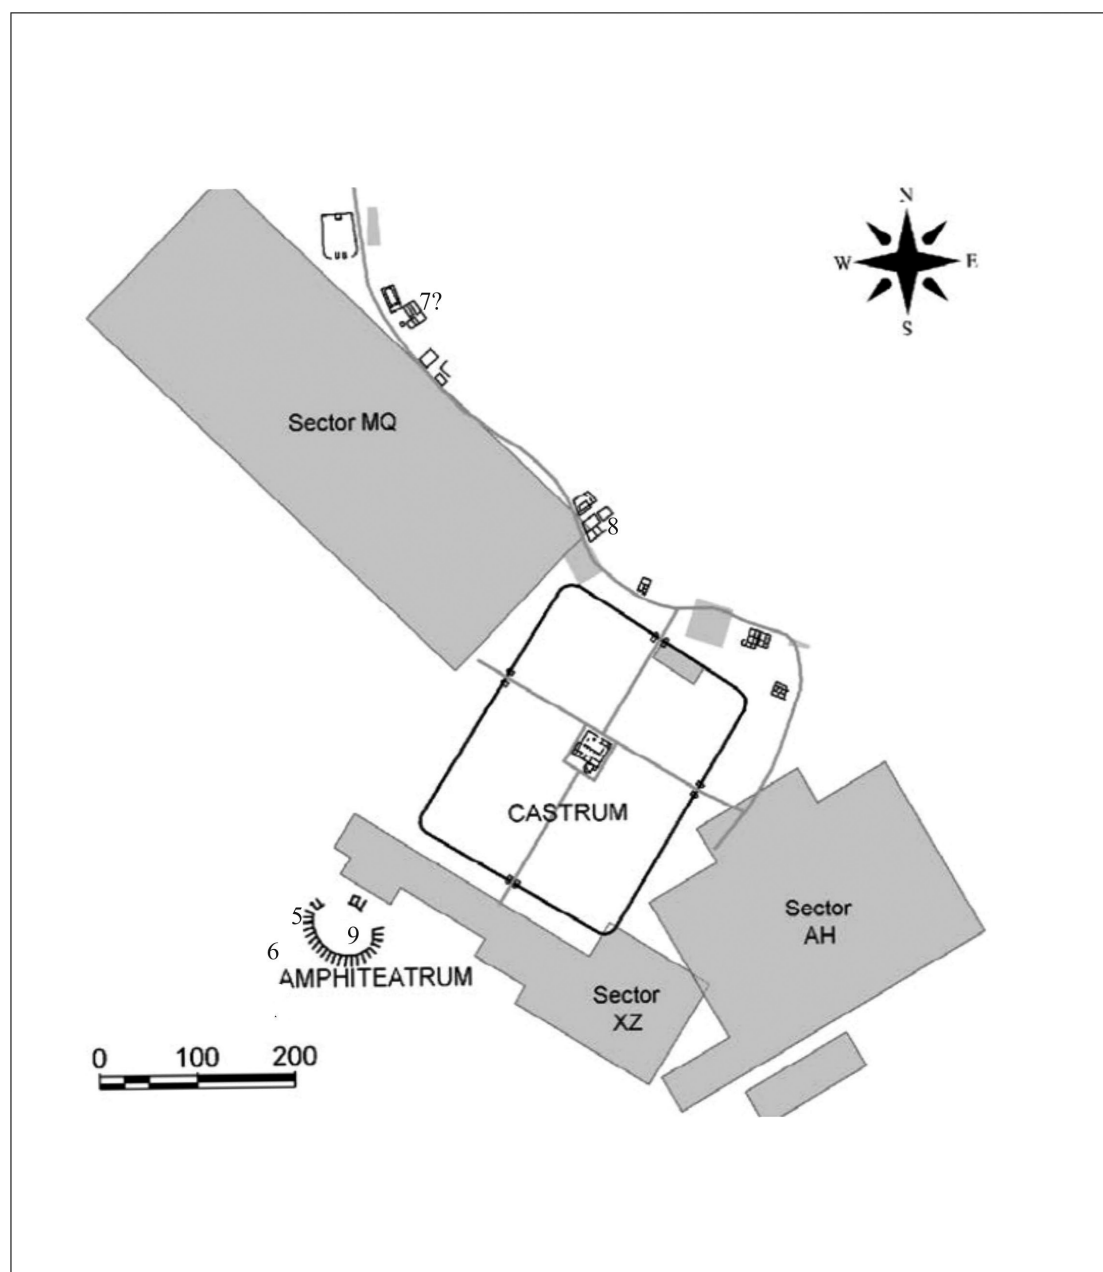 N
W E
S
7?
Sector MQ
8
CASTRUM
5
9
6
AMPHITEATRUM
Sector
AH
Sector
XZ
0 100 200